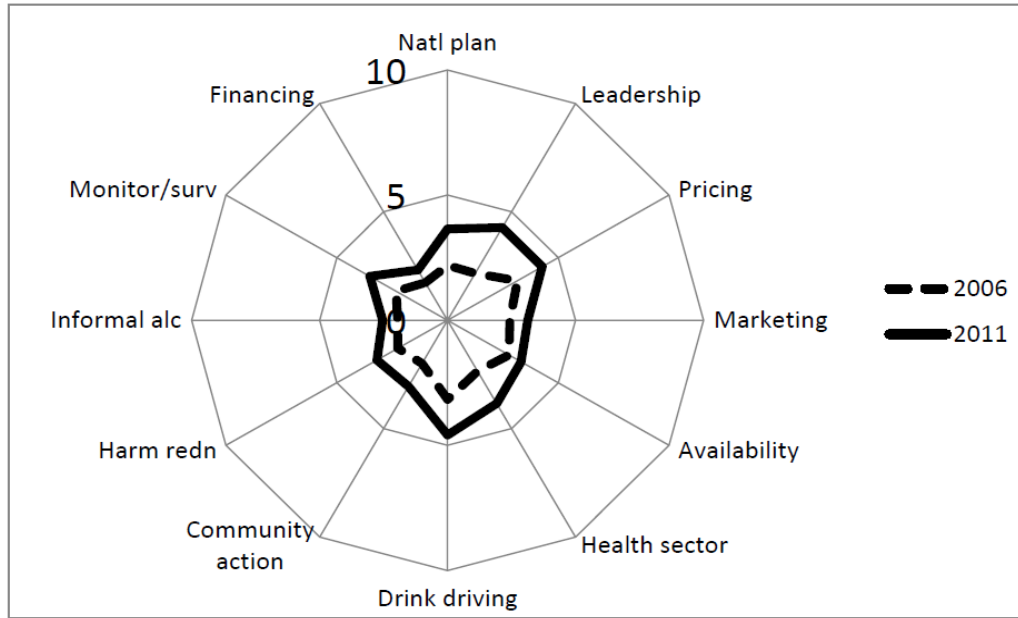 Natl plan
10
Financing
Leadership
Monitor/surv
5
Pricing
2006
Informal alc
0
Marketing
2011
Harm redn
Availability
Community
action
Health sector
Drink driving